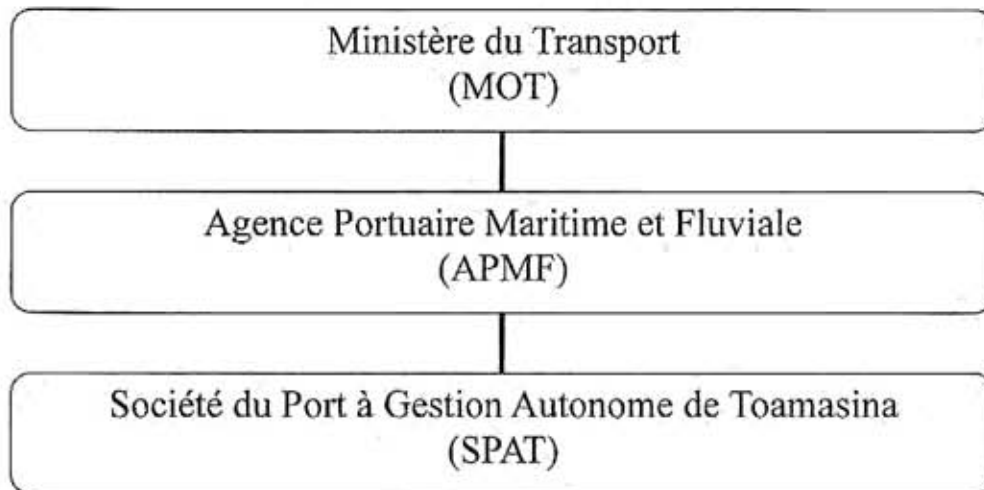 Ministère du Transport
(MOT)
Agence Portuaire Maritime et Fluviale
(APMF)
Société du Port à Gestion Autonome de Toamasina
(SPAT)